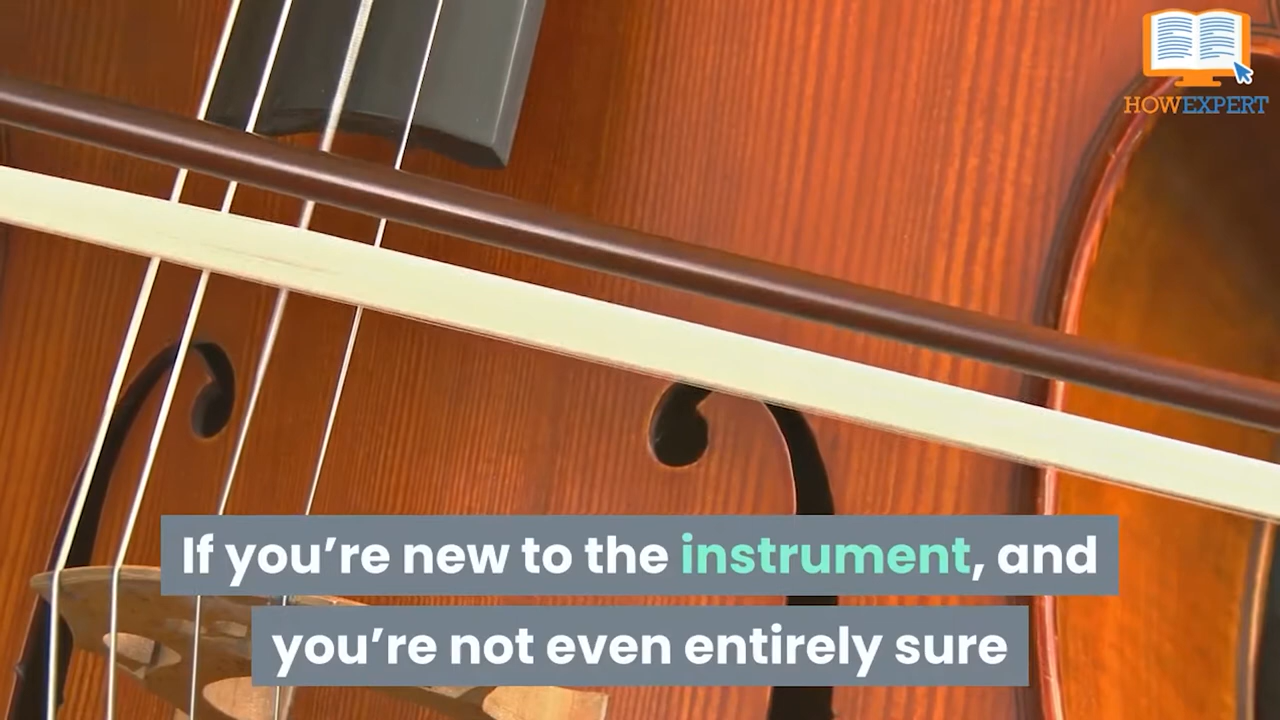 HOWEXPERT
If you’re new to the instrument, and
you’re not even entirely sure